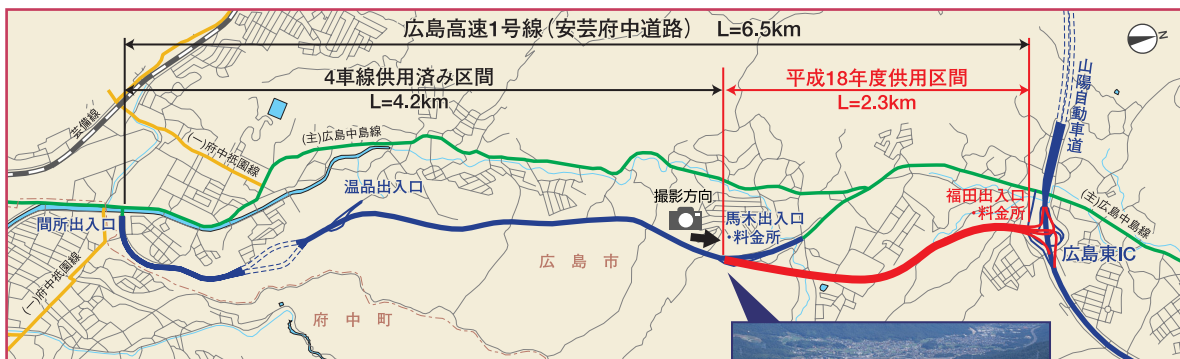 広島高速1号線(安芸府中道路) L=6.5km
4車線供用済み区間
L=4.2km
平成18年度供用区間
L=2.3km
N
山陽自動車道
芸備線
(一)府中祇園線
(主)広島中島線
温品出入口
間所出入口
撮影方向
馬木出入口
・料金所
福田出入口
・料金所
(主)広島中島線
広島東IC
広島市
(一)府中祇園線
府中町